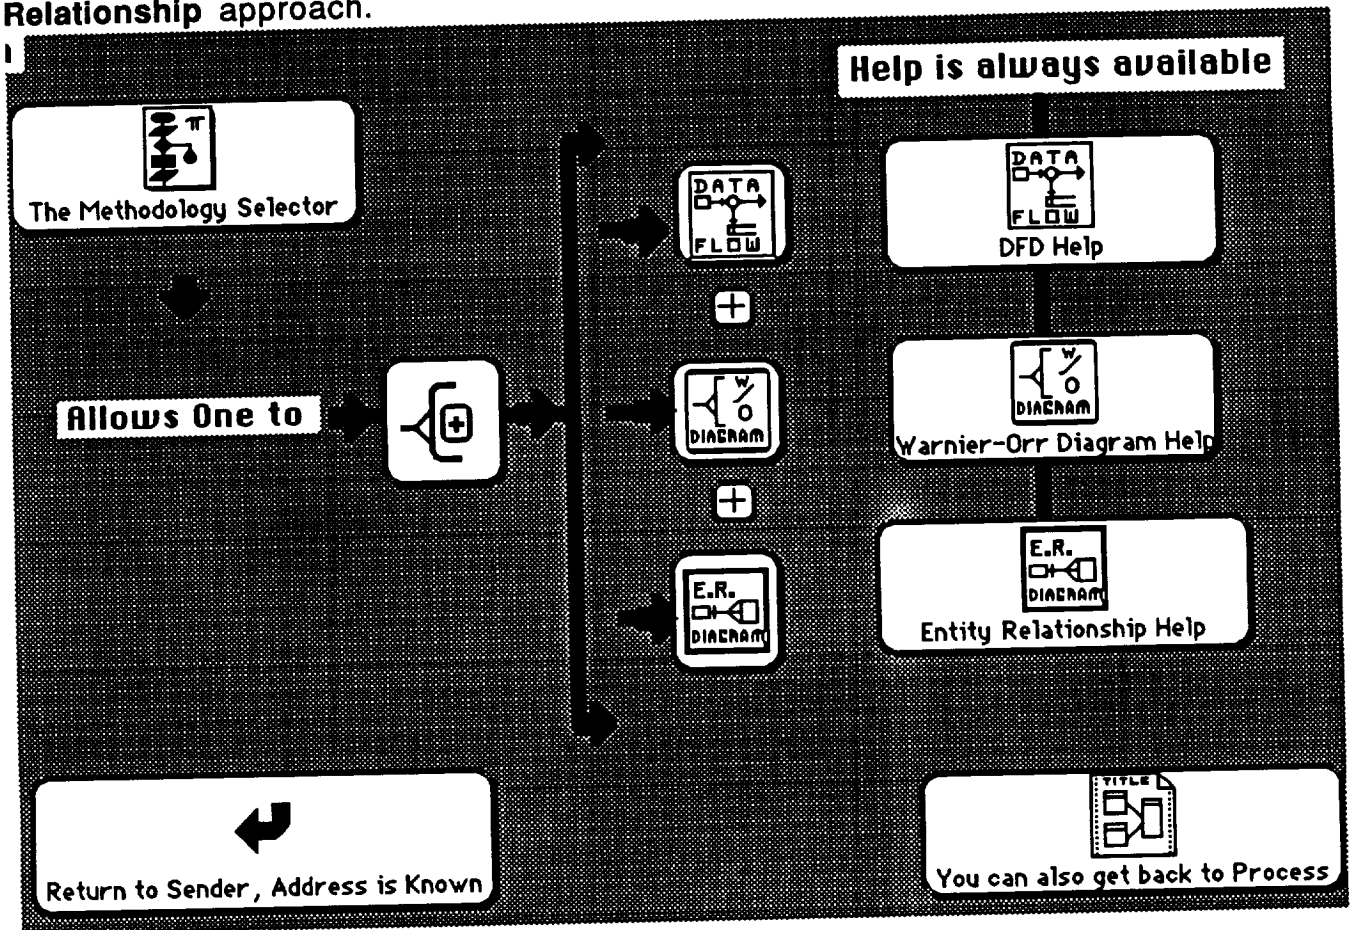 Relationship approach.
Help is always available
π
The Methodology Selector
DATA
FLOW
DATA
FLOW
DFD Help
+
Allows One to
+
W/O
DIAGRAM
W/O
DIAGRAM
Warnier-Orr Diagram Help
+
E.R.
DIAGRAM
E.R.
DIAGRAM
Entity Relationship Help
Return to Sender, Address is Known
TITLE
You can also get back to Process